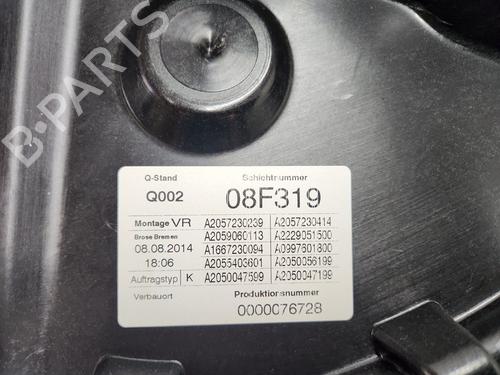 B-PARTS
Q-Stand Schichtnummer
Q002 08F319
Montage VR A2057230239 A2057230414
Brose Bremen A2059060113 A2229051500
08.08.2014 A1667230094 A0997601800
18:06 A2055403601 A2050056199
Auftragstyp K A2050047599 A2050047199
Verbauort Produktionsnummer
0000076728